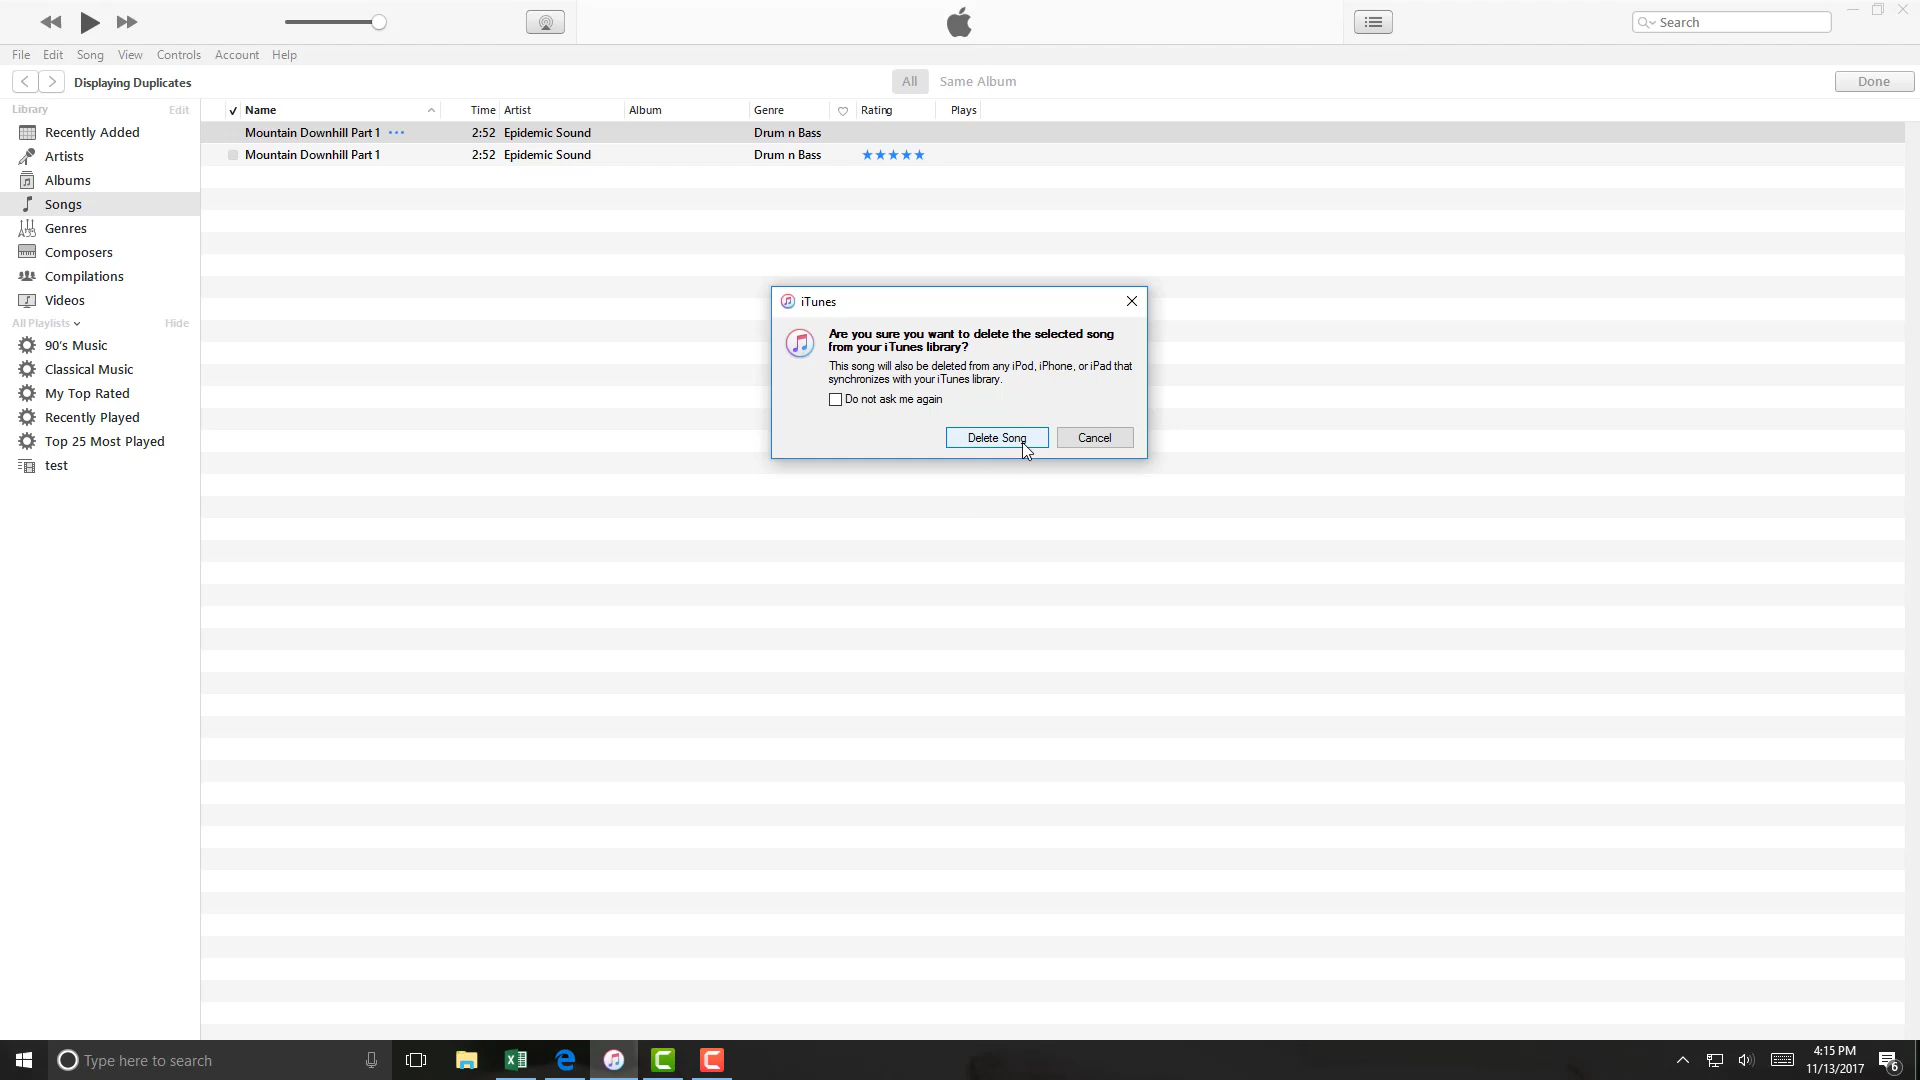 Search
File Edit Song View Controls Account Help
Displaying Duplicates All Same Album Done
Library Edit
Recently Added
Artists
Albums
Songs
Genres
Composers
Compilations
Videos
All Playlists Hide
90's Music
Classical Music
My Top Rated
Recently Played
Top 25 Most Played
test
✓ Name Time Artist Album Genre Rating Plays
Mountain Downhill Part 1 ••• 2:52 Epidemic Sound Drum n Bass
Mountain Downhill Part 1 2:52 Epidemic Sound Drum n Bass ★★★★★
iTunes
Are you sure you want to delete the selected song
from your iTunes library?
This song will also be deleted from any iPod, iPhone, or iPad that
synchronizes with your iTunes library.
Do not ask me again
Delete Song Cancel
Type here to search
4:15 PM
11/13/2017
6